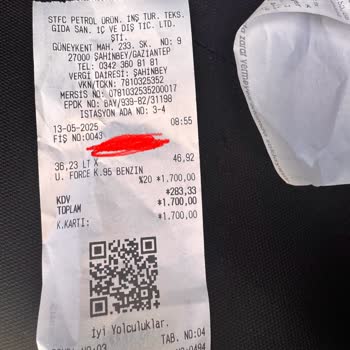 STFC PETROL ÜRÜN. İNŞ TUR. TEKS.
GIDA SAN. İÇ VE DIŞ TİC. LTD.
ŞTİ.
GÜNEYKENT MAH. 233. SK. NO: 9
27000 ŞAHİNBEY/GAZİANTEP
TEL: 0342 360 81 81
VERGİ DAİRESİ: ŞAHİNBEY
VKN/TCKN: 7810325352
MERSİS NO: 0781032535200017
EPDK NO: BAY/939-82/31198
İSTASYON ADA NO: 3-4
13-05-2025 08:55
FİŞ NO:0043
36,23 LT X 46,92
U. FORCE K.95 BENZIN
%20 *1.700,00
KDV *283,33
TOPLAM *1.700,00
K.KARTI: *1.700,00
İyi Yolculuklar.
TAB. NO:04